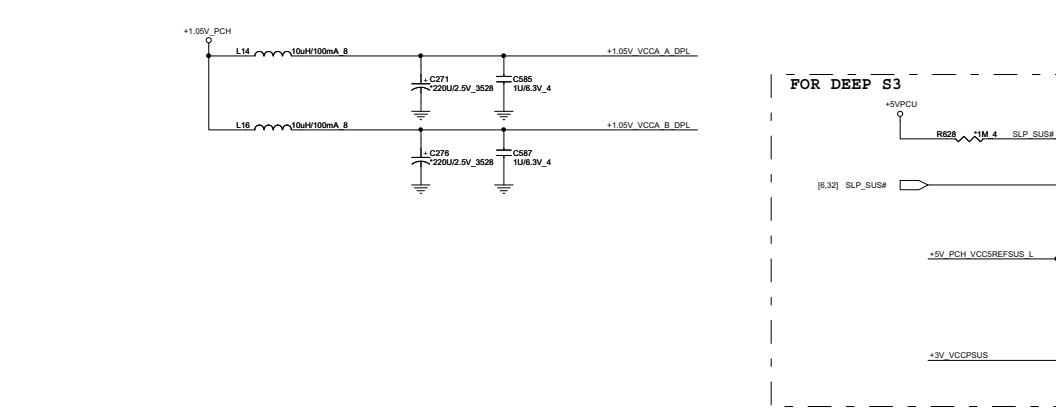 +1.05V_PCH
L14 10uH/100mA_8 +1.05V_VCCA_A_DPL
+ C271
*220U/2.5V_3528
C585
1U/6.3V_4
L16 10uH/100mA_8 +1.05V_VCCA_B_DPL
+ C276
*220U/2.5V_3528
C587
1U/6.3V_4
FOR DEEP S3
+5VPCU
R628 *1M_4 SLP_SUS#
[6,32] SLP_SUS#
+5V_PCH_VCC5REFSUS_L
+3V_VCCPSUS